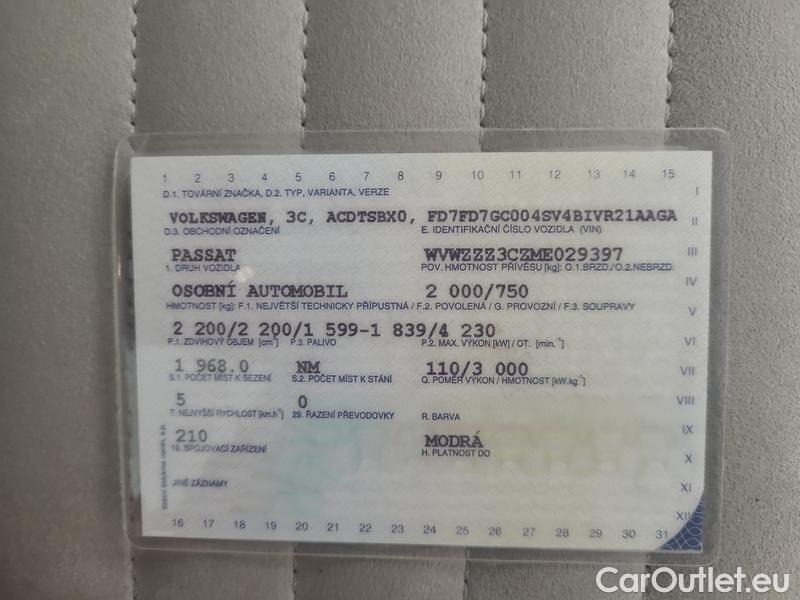 1 2 3 4 5 6 7 8 9 10 11 12 13 14 15
D.1. TOVÁRNÍ ZNAČKA, D.2. TYP, VARIANTA, VERZE I
VOLKSWAGEN, 3C, ACDTSBX0, FD7FD7GC004SV4BIVR21AAGA II
D.3. OBCHODNÍ OZNAČENÍ E. IDENTIFIKAČNÍ ČÍSLO VOZIDLA (VIN)
PASSAT WVWZZZ3CZME029397 III
1. DRUH VOZIDLA POV. HMOTNOST PŘÍVĚSU [kg]: O.1.BRZD./O.2.NEBRZD.
OSOBNÍ AUTOMOBIL 2 000/750 IV
HMOTNOST [kg]: F.1. NEJVĚTŠÍ TECHNICKY PŘÍPUSTNÁ / F.2. POVOLENÁ / G. PROVOZNÍ / F.3. SOUPRAVY V
2 200/2 200/1 599-1 839/4 230
P.1. ZDVIHOVÝ OBJEM [cm³] P.3. PALIVO P.2. MAX. VÝKON [kW] / OT. [min.⁻¹] VI
1 968.0 NM 110/3 000 VII
S.1. POČET MÍST K SEZENÍ S.2. POČET MÍST K STÁNÍ Q. POMĚR VÝKON / HMOTNOST [kW.kg⁻¹]
5 0 VIII
T. NEJVYŠŠÍ RYCHLOST [km.h⁻¹] 29. ŘAZENÍ PŘEVODOVKY R. BARVA
210 MODRÁ IX
19. SPOJOVACÍ ZAŘÍZENÍ H. PLATNOST DO X
JINÉ ZÁZNAMY XI
XII
16 17 18 19 20 21 22 23 24 25 26 27 28 29 30 31
Státní tiskárna cenin, s.p.
CarOutlet.eu